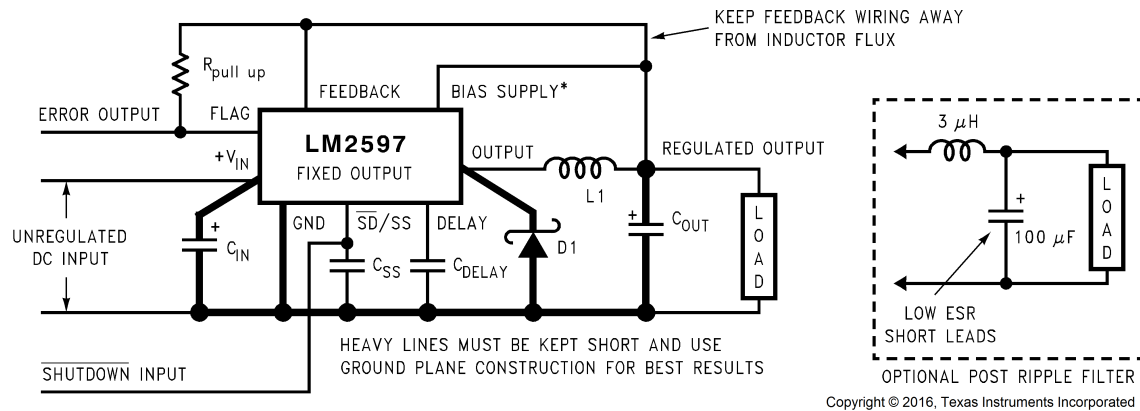 KEEP FEEDBACK WIRING AWAY
FROM INDUCTOR FLUX
Rpull up
FEEDBACK
BIAS SUPPLY*
ERROR OUTPUT
FLAG
LM2597
FIXED OUTPUT
+VIN
OUTPUT
REGULATED OUTPUT
L1
UNREGULATED
DC INPUT
+
CIN
GND
S̅D̅/SS
DELAY
CSS
CDELAY
D1
+
COUT
LOAD
HEAVY LINES MUST BE KEPT SHORT AND USE
GROUND PLANE CONSTRUCTION FOR BEST RESULTS
S̅H̅U̅T̅D̅O̅W̅N̅ INPUT
3 μH
+
100 μF
LOAD
LOW ESR
SHORT LEADS
OPTIONAL POST RIPPLE FILTER
Copyright © 2016, Texas Instruments Incorporated